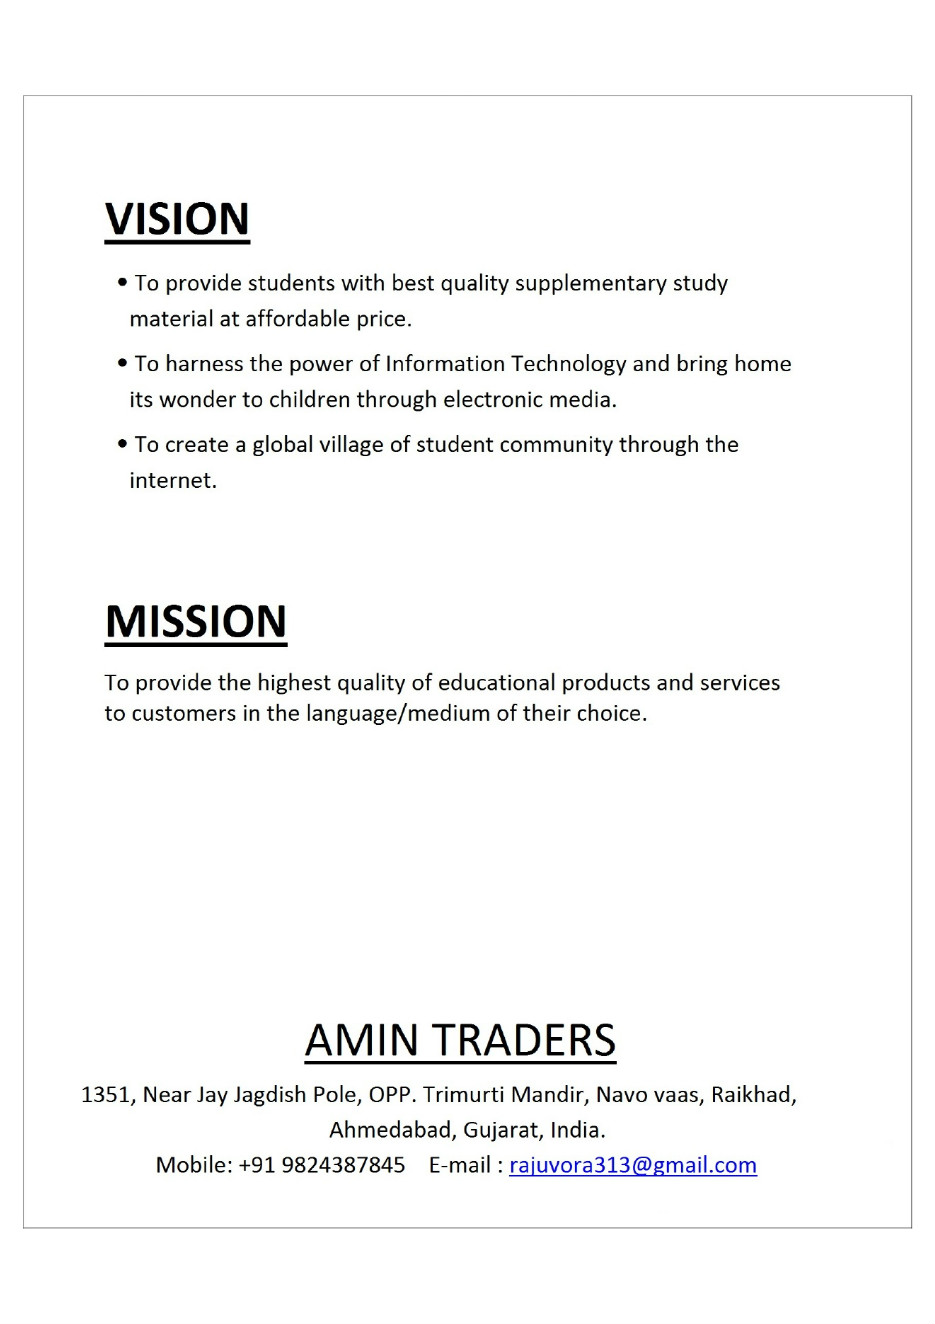 VISION
• To provide students with best quality supplementary study
material at affordable price.
• To harness the power of Information Technology and bring home
its wonder to children through electronic media.
• To create a global village of student community through the
internet.
MISSION
To provide the highest quality of educational products and services
to customers in the language/medium of their choice.
AMIN TRADERS
1351, Near Jay Jagdish Pole, OPP. Trimurti Mandir, Navo vaas, Raikhad,
Ahmedabad, Gujarat, India.
Mobile: +91 9824387845 E-mail : rajuvora313@gmail.com